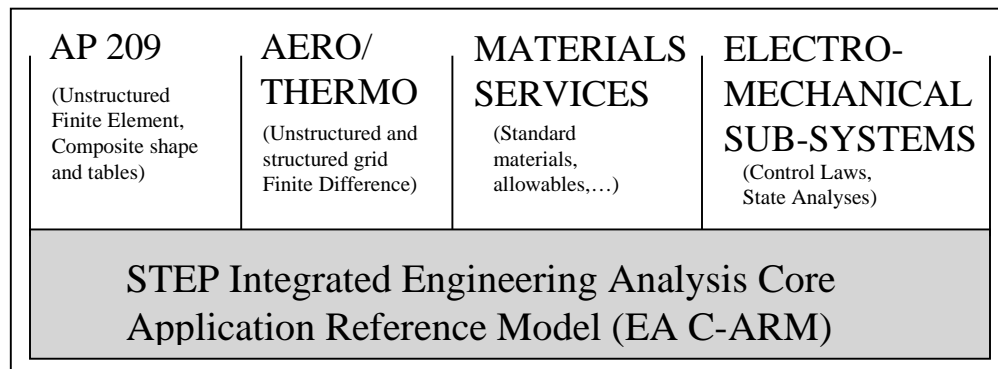 AP 209
(Unstructured
Finite Element,
Composite shape
and tables)
AERO/
THERMO
(Unstructured and
structured grid
Finite Difference)
MATERIALS
SERVICES
(Standard
materials,
allowables,…)
ELECTRO-
MECHANICAL
SUB-SYSTEMS
(Control Laws,
State Analyses)
STEP Integrated Engineering Analysis Core
Application Reference Model (EA C-ARM)